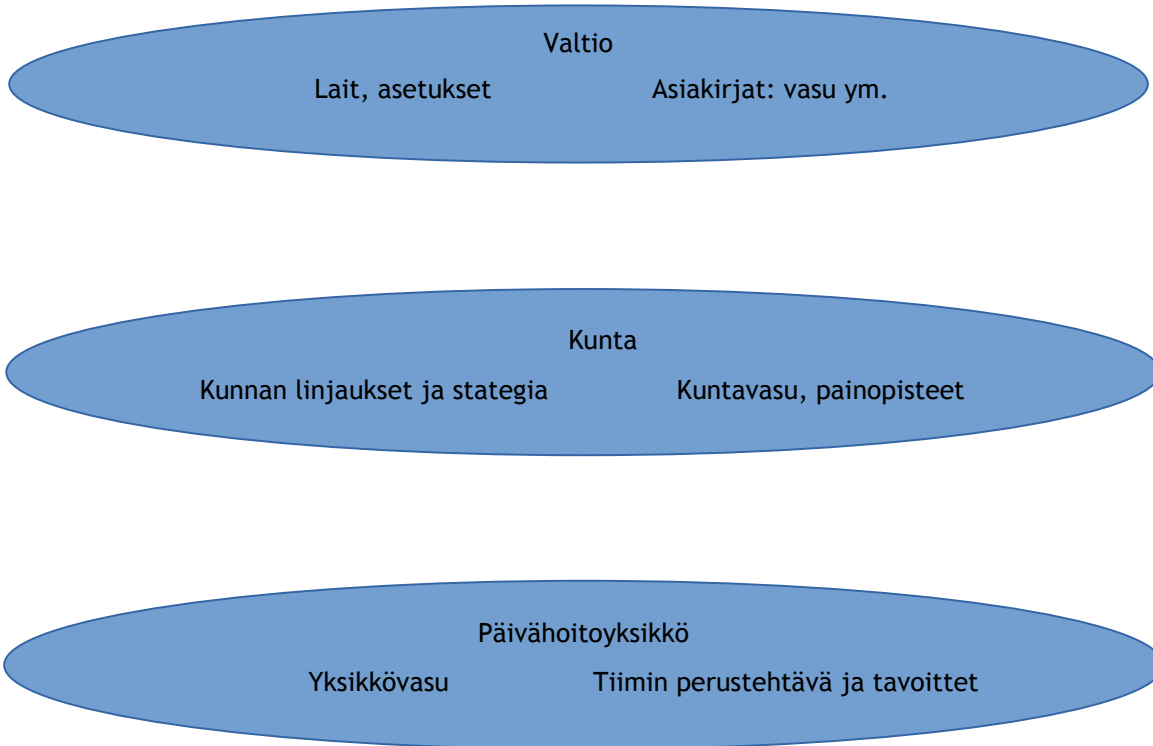 Valtio
Lait, asetukset Asiakirjat: vasu ym.
Kunta
Kunnan linjaukset ja stategia Kuntavasu, painopisteet
Päivähoitoyksikkö
Yksikkövasu Tiimin perustehtävä ja tavoittet